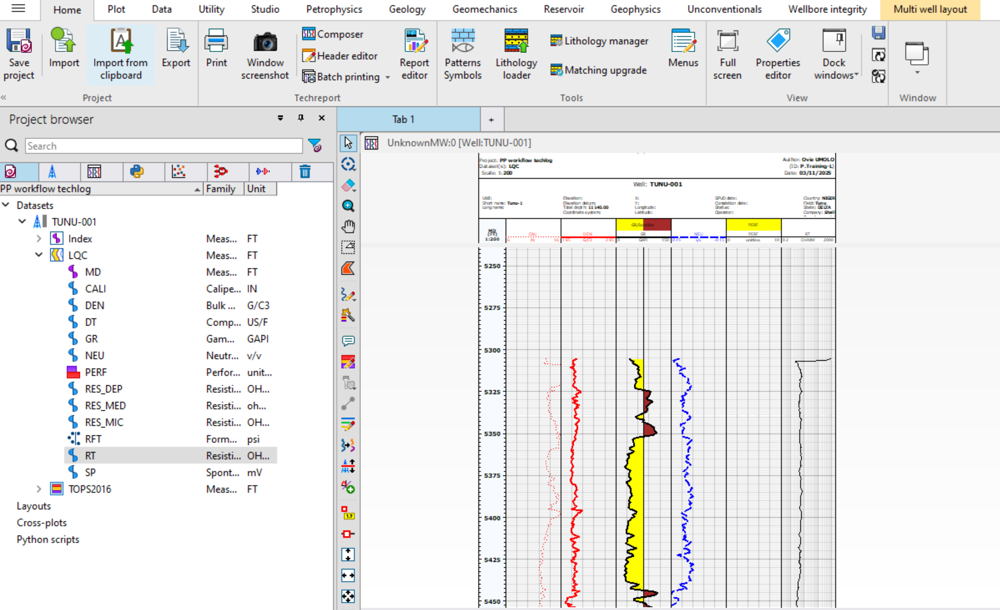 Home Plot Data Utility Studio Petrophysics Geology Geomechanics Reservoir Geophysics Unconventionals Wellbore integrity Multi well layout
Save project
Import
Import from clipboard
Export
Print
Window screenshot
Composer
Header editor
Batch printing
Report editor
Patterns Symbols
Lithology loader
Lithology manager
Matching upgrade
Menus
Full screen
Properties editor
Dock windows
Project Techreport Tools View Window
Project browser
Search
Tab 1
+
UnknownMW:0 [Well:TUNU-001]
PP workflow techlog Family Unit
Datasets
TUNU-001
Index Meas... FT
LQC Meas... FT
MD Meas... FT
CALI Calipe... IN
DEN Bulk ... G/C3
DT Comp... US/F
GR Gam... GAPI
NEU Neutr... v/v
PERF Perfor... unit...
RES_DEP Resisti... OH...
RES_MED Resisti... oh...
RES_MIC Resisti... OH...
RFT Form... psi
RT Resisti... OH...
SP Spont... mV
TOPS2016 Meas... FT
Layouts
Cross-plots
Python scripts
1.7
Project: PP workflow techlog
Dataset(s): LQC
Scale: 1:200
Author: Ovie UMOLO
(ID: P.Training-L)
Date: 03/11/2025
Well: TUNU-001
UWI:
Short name: Tunu-1
Long name:
Elevation:
Elevation datum:
Total depth: 11140.00
Coordinate system:
X:
Y:
Longitude:
Latitude:
SPUD date:
Completion date:
Status:
Operator:
Country: NIGER
Field: Tunu
State: DELTA
Company: Shell
MD
(FT)
1:200
CALI
6 IN 16
DEN
1.95 G/C3 2.95
GR/Baseline
GR
0 GAPI 150
NEU
0.45 v/v -0.15
PERF
PERF
0 unitless 10
RT
0.2 OHMM 2000
5250
5275
5300
5325
5350
5375
5400
5425
5450